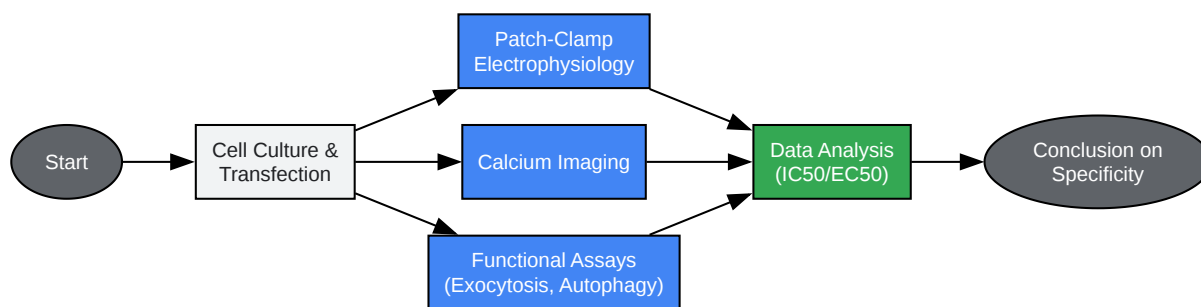 Start
Cell Culture &
Transfection
Patch-Clamp
Electrophysiology
Calcium Imaging
Functional Assays
(Exocytosis, Autophagy)
Data Analysis
(IC50/EC50)
Conclusion on
Specificity